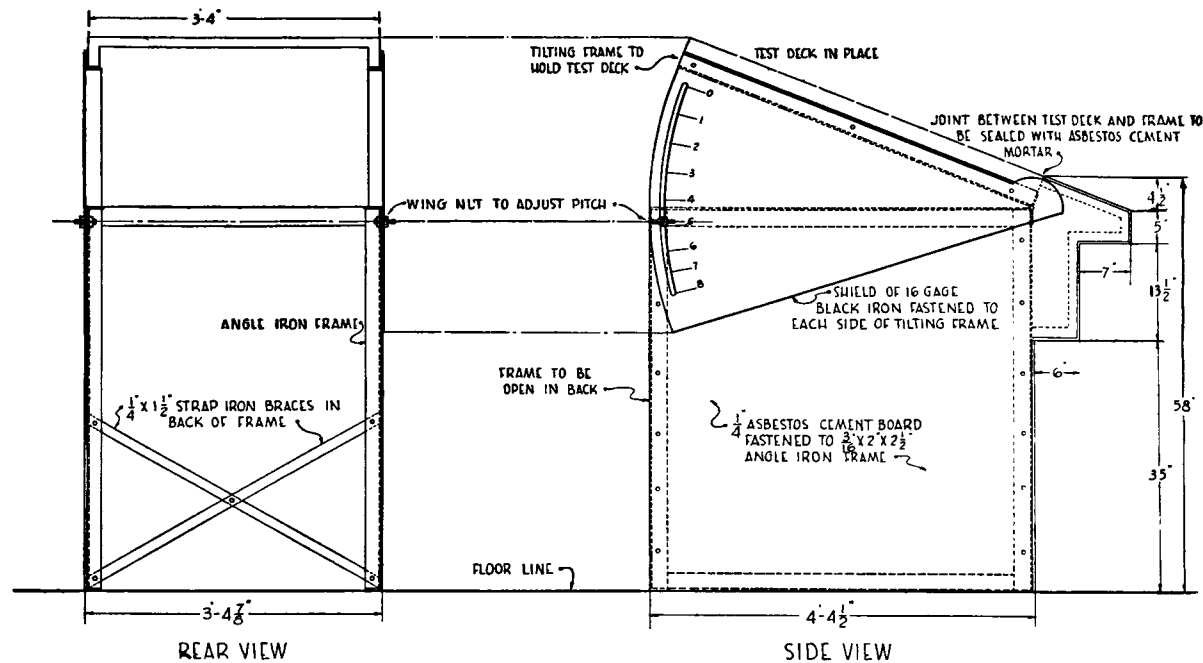 3'-4"
TILTING FRAME TO
HOLD TEST DECK
TEST DECK IN PLACE
0
1
2
3
4
5
6
7
8
JOINT BETWEEN TEST DECK AND FRAME TO
BE SEALED WITH ASBESTOS CEMENT
MORTAR
WING NUT TO ADJUST PITCH
4 1/2"
5"
7"
13 1/2"
SHIELD OF 16 GAGE
BLACK IRON FASTENED TO
EACH SIDE OF TILTING FRAME
ANGLE IRON FRAME
FRAME TO BE
OPEN IN BACK
6"
58"
1/4" X 1 1/2" STRAP IRON BRACES IN
BACK OF FRAME
1/4" ASBESTOS CEMENT BOARD
FASTENED TO 3/16" X 2" X 2 1/2"
ANGLE IRON FRAME
35"
FLOOR LINE
3'-4 7/8"
4'-4 1/2"
REAR VIEW
SIDE VIEW